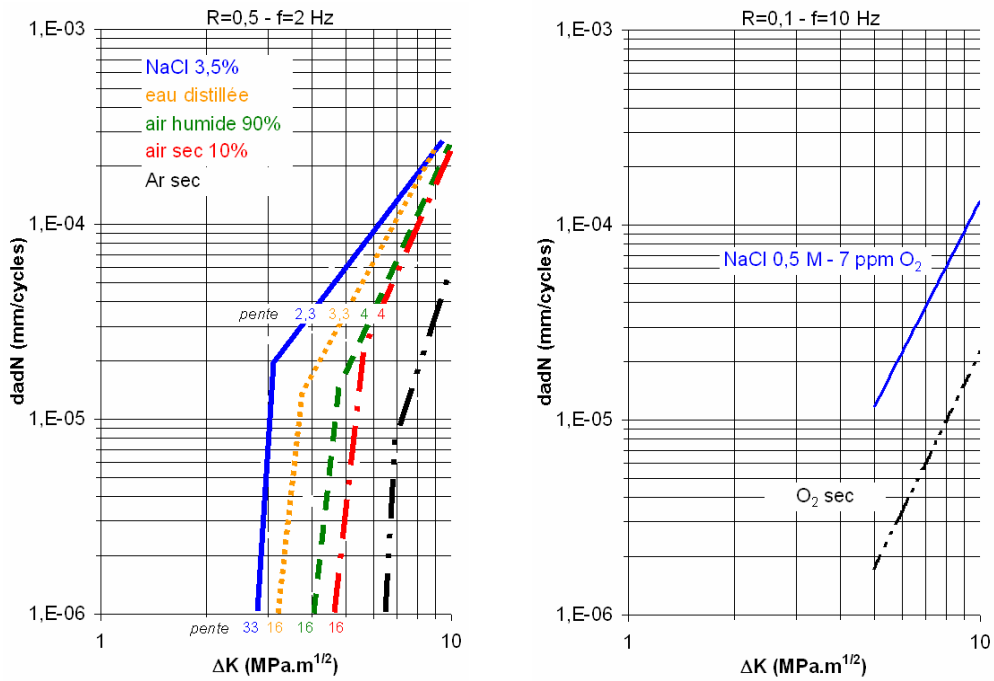 R=0,5 - f=2 Hz
1,E-03
NaCl 3,5%
eau distillée
air humide 90%
air sec 10%
Ar sec
1,E-04
pente 2,3 3,3 4 4
1,E-05
1,E-06
pente 33 16 16 16
1 10
ΔK (MPa.m1/2)
dadN (mm/cycles)
R=0,1 - f=10 Hz
1,E-03
1,E-04
NaCl 0,5 M - 7 ppm O2
1,E-05
O2 sec
1,E-06
1 10
ΔK (MPa.m1/2)
dadN (mm/cycles)